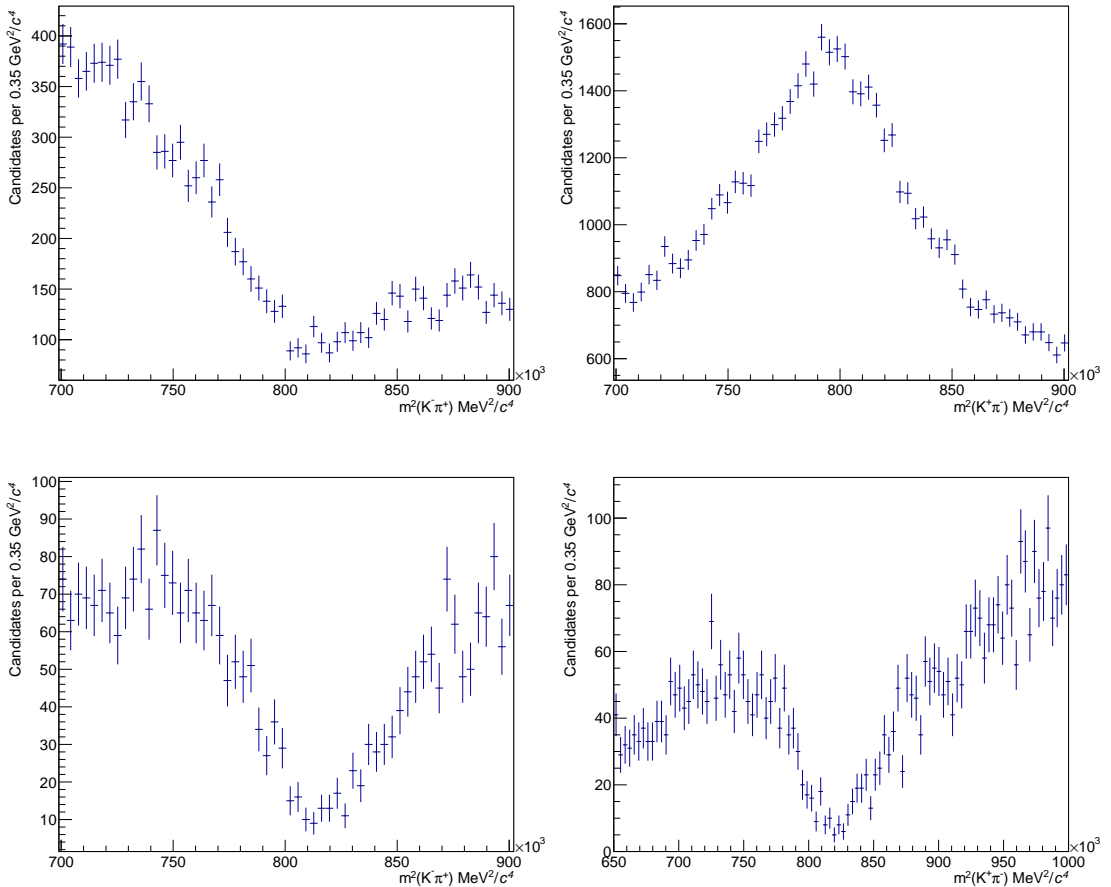 Candidates per 0.35 GeV²/c⁴
400
350
300
250
200
150
100
700 750 800 850 900
×10³
m²(K⁻π⁺) MeV²/c⁴
Candidates per 0.35 GeV²/c⁴
1600
1400
1200
1000
800
600
700 750 800 850 900
×10³
m²(K⁺π⁻) MeV²/c⁴
Candidates per 0.35 GeV²/c⁴
100
90
80
70
60
50
40
30
20
10
700 750 800 850 900
×10³
m²(K⁻π⁺) MeV²/c⁴
Candidates per 0.35 GeV²/c⁴
100
80
60
40
20
0
650 700 750 800 850 900 950 1000
×10³
m²(K⁺π⁻) MeV²/c⁴